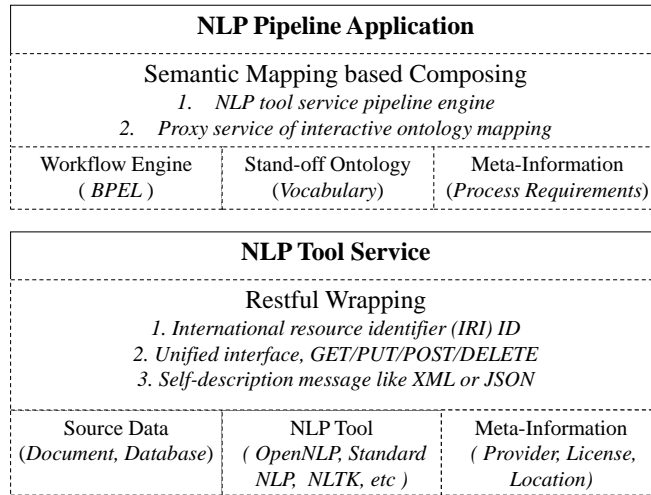 NLP Pipeline Application
Semantic Mapping based Composing
1. NLP tool service pipeline engine
2. Proxy service of interactive ontology mapping
Workflow Engine
( BPEL )
Stand-off Ontology
(Vocabulary)
Meta-Information
(Process Requirements)
NLP Tool Service
Restful Wrapping
1. International resource identifier (IRI) ID
2. Unified interface, GET/PUT/POST/DELETE
3. Self-description message like XML or JSON
Source Data
(Document, Database)
NLP Tool
( OpenNLP, Standard
NLP, NLTK, etc )
Meta-Information
( Provider, License,
Location)